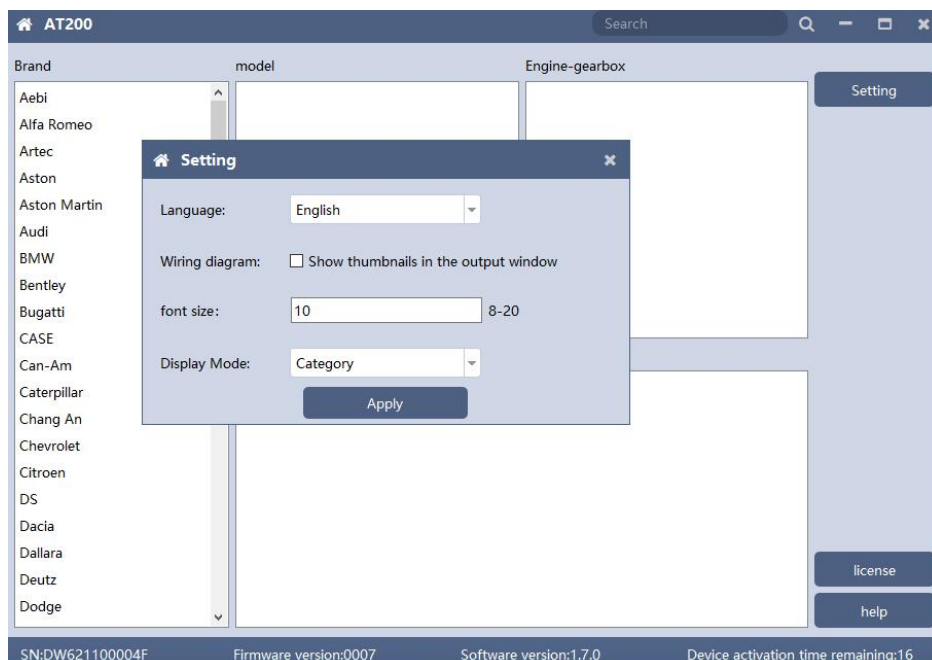 AT200
Search
Brand
model
Engine-gearbox
Setting
Aebi
Alfa Romeo
Artec
Aston
Aston Martin
Audi
BMW
Bentley
Bugatti
CASE
Can-Am
Caterpillar
Chang An
Chevrolet
Citroen
DS
Dacia
Dallara
Deutz
Dodge
Setting
Language: English
Wiring diagram: Show thumbnails in the output window
font size: 10 8-20
Display Mode: Category
Apply
license
help
SN:DW621100004F Firmware version:0007 Software version:1.7.0 Device activation time remaining:16